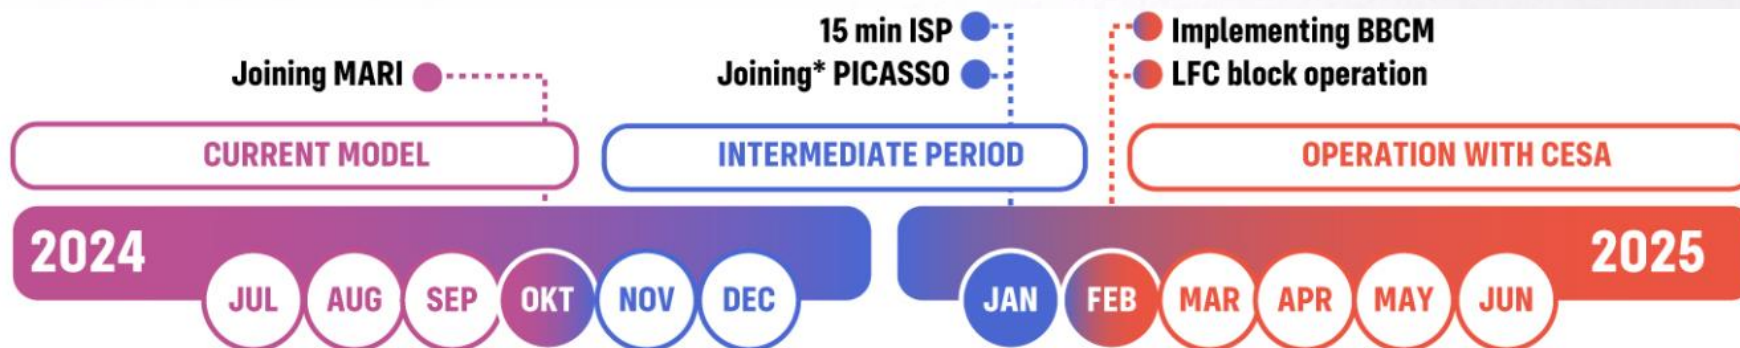 15 min ISP
Implementing BBCM
Joining MARI
Joining* PICASSO
LFC block operation
CURRENT MODEL
INTERMEDIATE PERIOD
OPERATION WITH CESA
2024
2025
JUL
AUG
SEP
OKT
NOV
DEC
JAN
FEB
MAR
APR
MAY
JUN